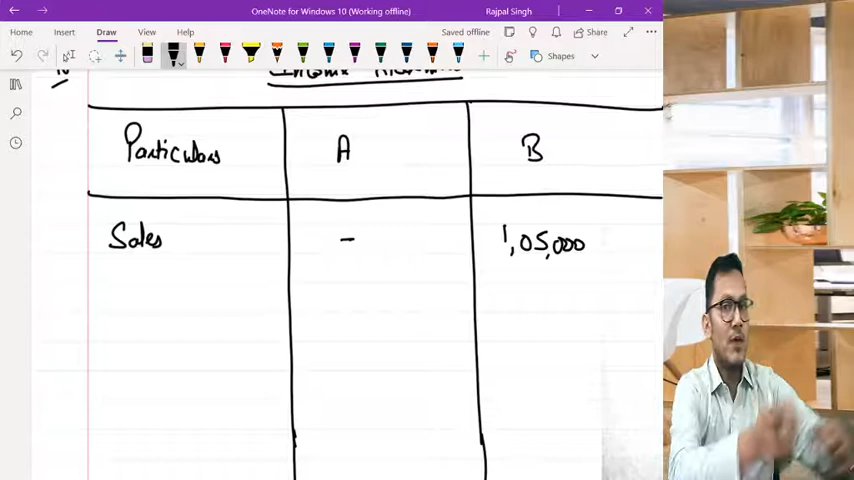 OneNote for Windows 10 (Working offline)
Rajpal Singh
Home Insert Draw View Help
Saved offline
Share
Shapes
Particulars A B
Sales - 1,05,000